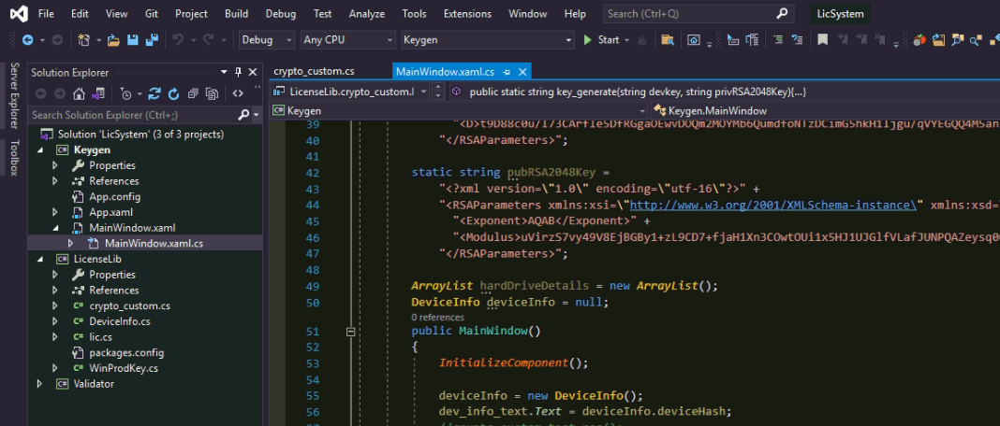 File Edit View Git Project Build Debug Test Analyze Tools Extensions Window Help Search (Ctrl+Q) LicSystem
Debug Any CPU Keygen Start
Server Explorer
Toolbox
Solution Explorer
Search Solution Explorer (Ctrl+;)
Solution 'LicSystem' (3 of 3 projects)
Keygen
Properties
References
App.config
App.xaml
MainWindow.xaml
MainWindow.xaml.cs
LicenseLib
Properties
References
crypto_custom.cs
DeviceInfo.cs
lic.cs
packages.config
WinProdKey.cs
Validator
crypto_custom.cs MainWindow.xaml.cs
LicenseLib.crypto_custom.l public static string key_generate(string devkey, string privRSA2048Key){...}
Keygen Keygen.MainWindow
39
40 "</RSAParameters>";
41
42 static string pubRSA2048Key =
43 "<?xml version=\"1.0\" encoding=\"utf-16\"?>" +
44 "<RSAParameters xmlns:xsi=\"http://www.w3.org/2001/XMLSchema-instance\" xmlns:xsd=
45 "<Exponent>AQAB</Exponent>" +
46 "<Modulus>uVirzS7vy49V8EjBGBy1+zL9CD7+fjaH1Xn3COwtOUi1x5HJ1UJGlfVLafJUNPQAZeysq0
47 "</RSAParameters>";
48
49 ArrayList hardDriveDetails = new ArrayList();
50 DeviceInfo deviceInfo = null;
0 references
51 public MainWindow()
52 {
53 InitializeComponent();
54
55 deviceInfo = new DeviceInfo();
56 dev_info_text.Text = deviceInfo.deviceHash;